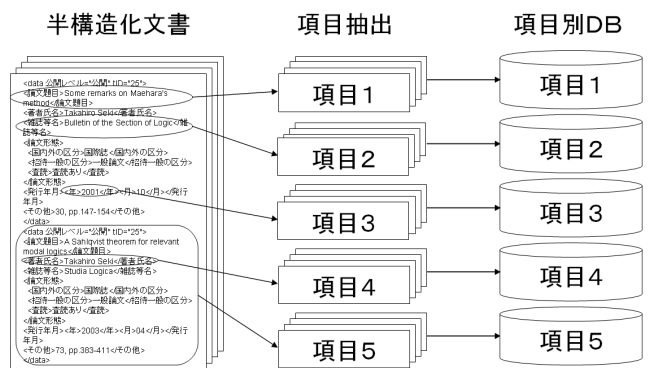 半構造化文書
項目抽出
項目別DB
<data 公開レベル="公開" tID="25">
<論文題目>Some remarks on Maehara's
method</論文題目>
<著者氏名>Takahiro Seki</著者氏名>
<雑誌等名>Bulletin of the Section of Logic</雑
誌等名>
<論文形態>
<国内外の区分>国際誌</国内外の区分>
<招待一般の区分>一般論文</招待一般の区分>
<査読>査読あり</査読>
</論文形態>
<発行年月><年>2001</年><月>10</月></発行
年月>
<その他>30, pp.147-154</その他>
</data>
<data 公開レベル="公開" tID="25">
<論文題目>A Sahlqvist theorem for relevant
modal logics</論文題目>
<著者氏名>Takahiro Seki</著者氏名>
<雑誌等名>Studia Logica</雑誌等名>
<論文形態>
<国内外の区分>国際誌</国内外の区分>
<招待一般の区分>一般論文</招待一般の区分>
<査読>査読あり</査読>
</論文形態>
<発行年月><年>2003</年><月>04</月></発行
年月>
<その他>73, pp.383-411</その他>
</data>
項目1
項目2
項目3
項目4
項目5
項目1
項目2
項目3
項目4
項目5